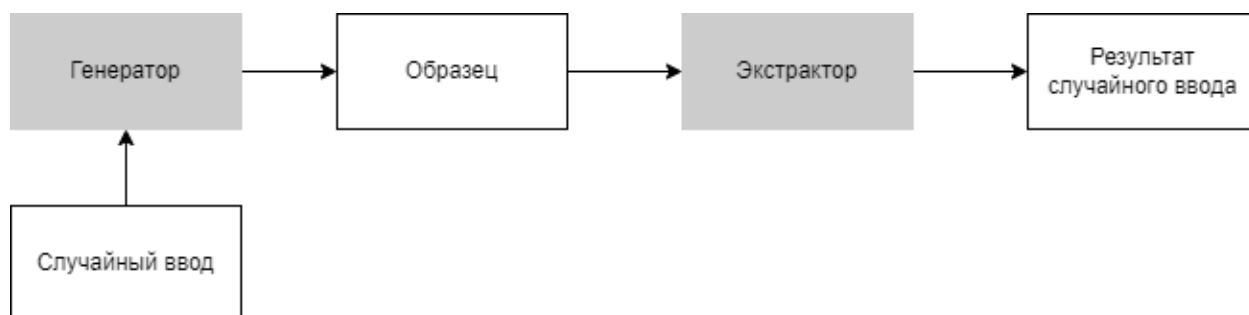 Генератор
Образец
Экстрактор
Результат
случайного ввода
Случайный ввод